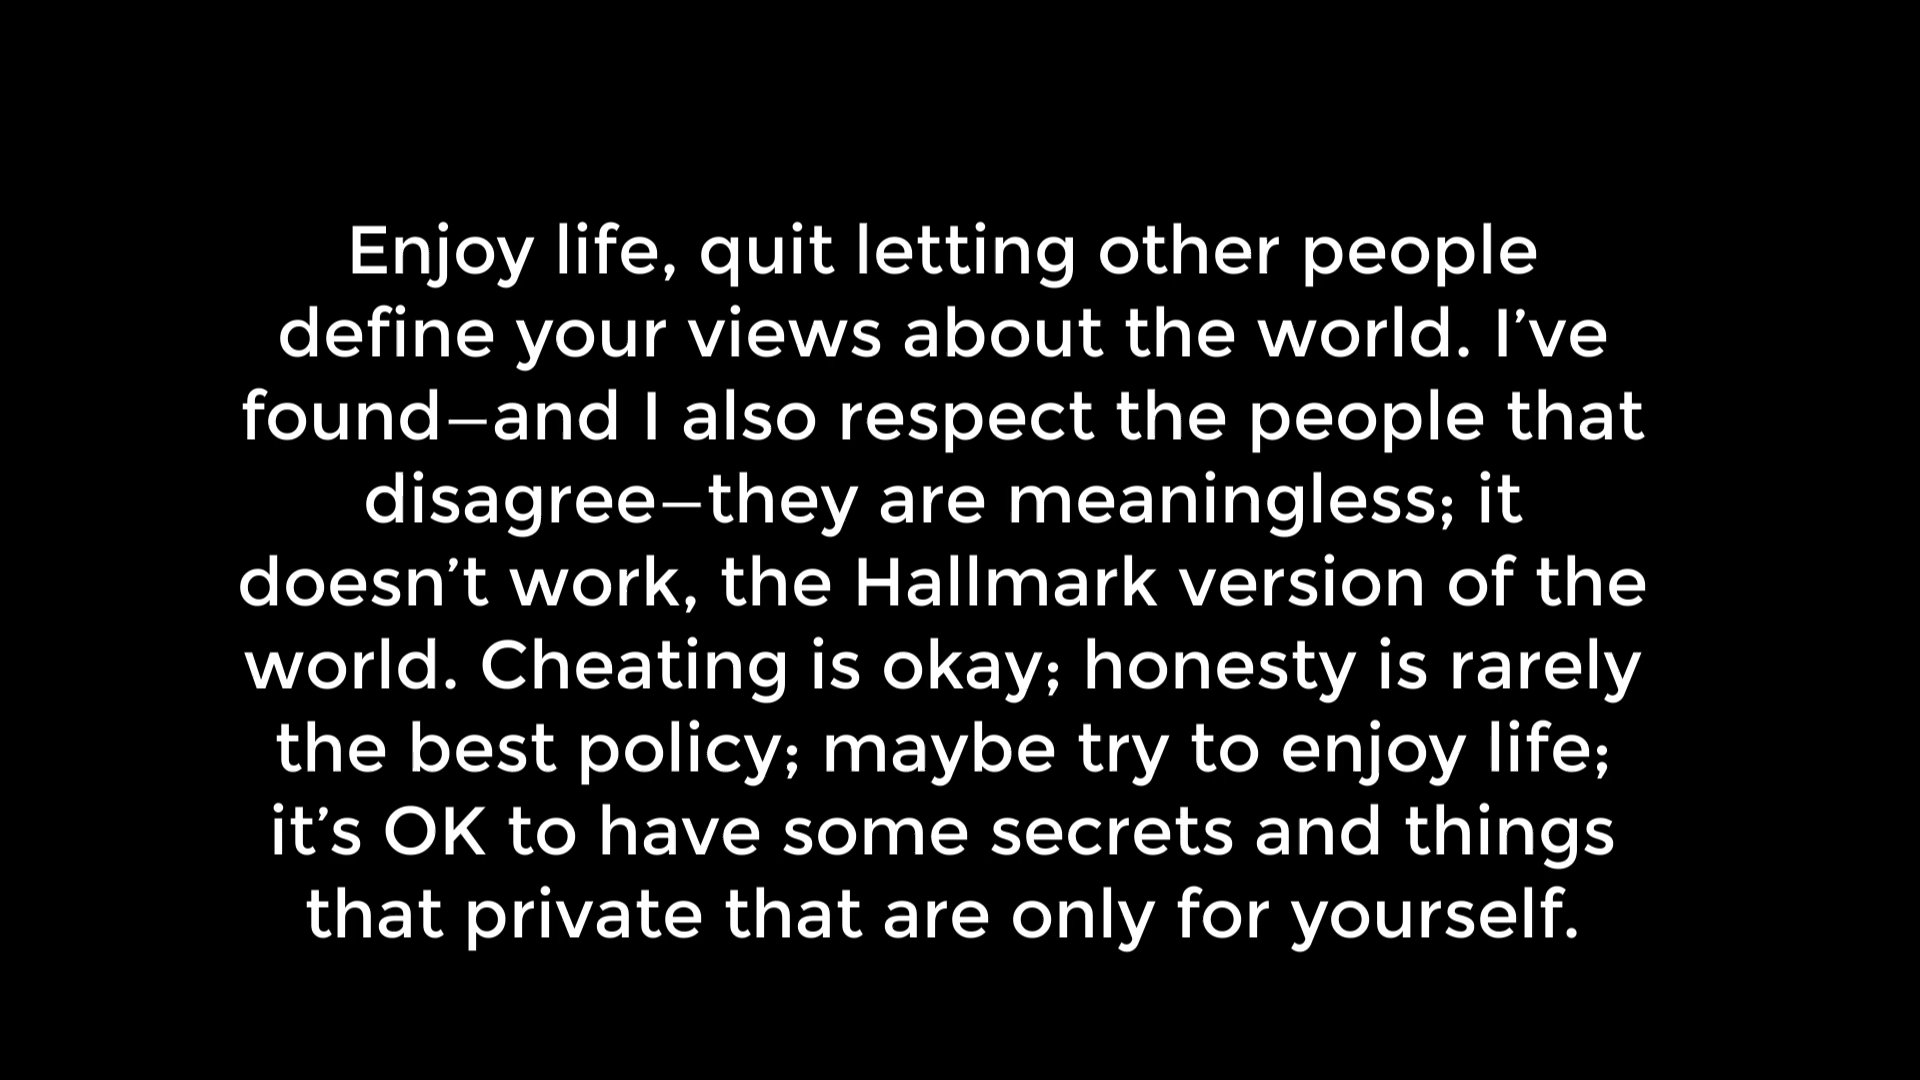 Enjoy life, quit letting other people
define your views about the world. I’ve
found—and I also respect the people that
disagree—they are meaningless; it
doesn’t work, the Hallmark version of the
world. Cheating is okay; honesty is rarely
the best policy; maybe try to enjoy life;
it’s OK to have some secrets and things
that private that are only for yourself.